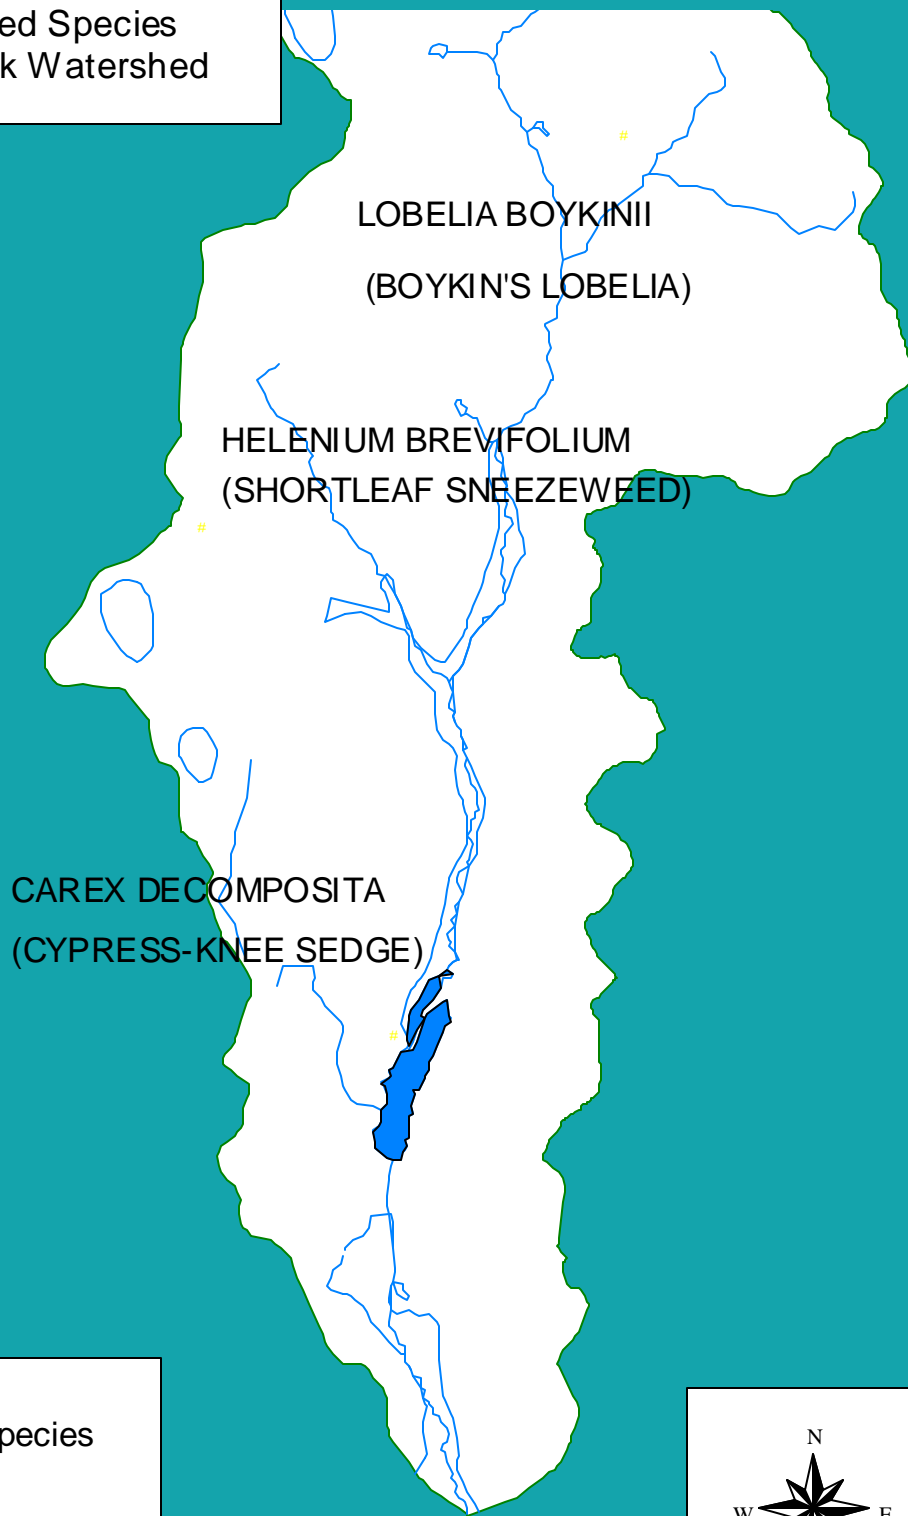 ed Species
k Watershed
#
LOBELIA BOYKINII
(BOYKIN'S LOBELIA)
HELENIUM BREVIFOLIUM
(SHORTLEAF SNEEZEWEED)
#
CAREX DECOMPOSITA
(CYPRESS-KNEE SEDGE)
#
pecies
N
W E